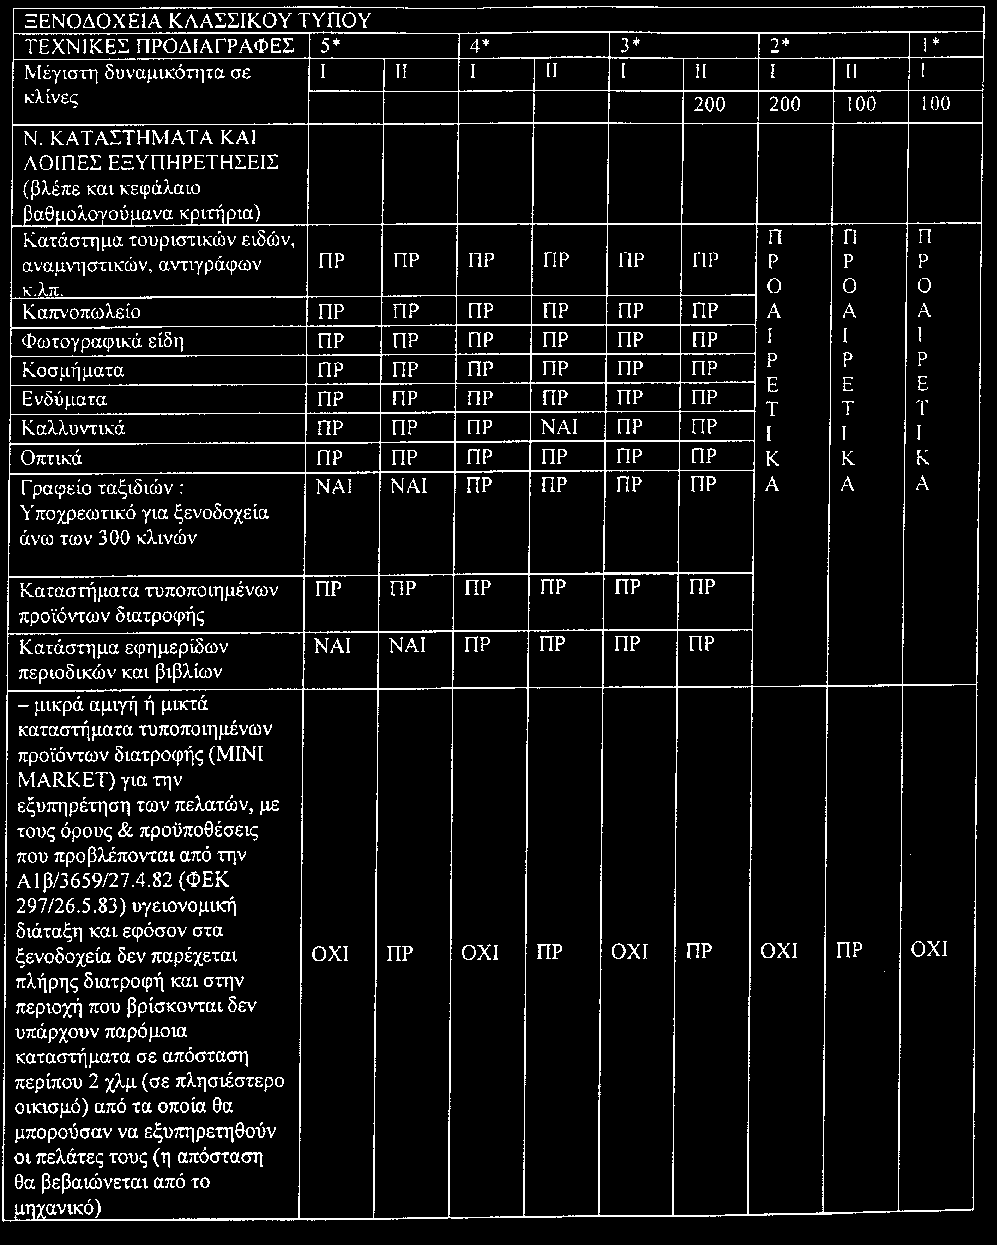 ΞΕΝΟΔΟΧΕΙΑ ΚΛΑΣΣΙΚΟΥ ΤΥΠΟΥ
ΤΕΧΝΙΚΕΣ ΠΡΟΔΙΑΓΡΑΦΕΣ 5* 4* 3* 2* 1*
Μέγιστη δυναμικότητα σε Ι ΙΙ Ι ΙΙ Ι ΙΙ Ι ΙΙ Ι
κλίνες 200 200 100 100
Ν. ΚΑΤΑΣΤΗΜΑΤΑ ΚΑΙ
ΛΟΙΠΕΣ ΕΞΥΠΗΡΕΤΗΣΕΙΣ
(βλέπε και κεφάλαιο
βαθμολογούμανα κριτήρια)
Κατάστημα τουριστικών ειδών, Π Π Π
αναμνηστικών, αντιγράφων ΠΡ ΠΡ ΠΡ ΠΡ ΠΡ ΠΡ Ρ Ρ Ρ
κ.λπ. Ο Ο Ο
Καπνοπωλείο ΠΡ ΠΡ ΠΡ ΠΡ ΠΡ ΠΡ Α Α Α
Φωτογραφικά είδη ΠΡ ΠΡ ΠΡ ΠΡ ΠΡ ΠΡ Ι Ι Ι
Κοσμήματα ΠΡ ΠΡ ΠΡ ΠΡ ΠΡ ΠΡ Ρ Ρ Ρ
Ενδύματα ΠΡ ΠΡ ΠΡ ΠΡ ΠΡ ΠΡ Ε Ε Ε
Τ Τ Τ
Καλλυντικά ΠΡ ΠΡ ΠΡ ΝΑΙ ΠΡ ΠΡ Ι Ι Ι
Οπτικά ΠΡ ΠΡ ΠΡ ΠΡ ΠΡ ΠΡ Κ Κ Κ
Γραφείο ταξιδιών : ΝΑΙ ΝΑΙ ΠΡ ΠΡ ΠΡ ΠΡ Α Α Α
Υποχρεωτικό για ξενοδοχεία
άνω των 300 κλινών
Καταστήματα τυποποιημένων ΠΡ ΠΡ ΠΡ ΠΡ ΠΡ ΠΡ
προϊόντων διατροφής
Κατάστημα εφημερίδων ΝΑΙ ΝΑΙ ΠΡ ΠΡ ΠΡ ΠΡ
περιοδικών και βιβλίων
– μικρά αμιγή ή μικτά
καταστήματα τυποποιημένων
προϊόντων διατροφής (MINI
MARKET) για την
εξυπηρέτηση των πελατών, με
τους όρους & προϋποθέσεις
που προβλέπονται από την
Α1β/3659/27.4.82 (ΦΕΚ
297/26.5.83) υγειονομική
διάταξη και εφόσον στα
ξενοδοχεία δεν παρέχεται ΟΧΙ ΠΡ ΟΧΙ ΠΡ ΟΧΙ ΠΡ ΟΧΙ ΠΡ ΟΧΙ
πλήρης διατροφή και στην
περιοχή που βρίσκονται δεν
υπάρχουν παρόμοια
καταστήματα σε απόσταση
περίπου 2 χλμ (σε πλησιέστερο
οικισμό) από τα οποία θα
μπορούσαν να εξυπηρετηθούν
οι πελάτες τους (η απόσταση
θα βεβαιώνεται από το
μηχανικό)